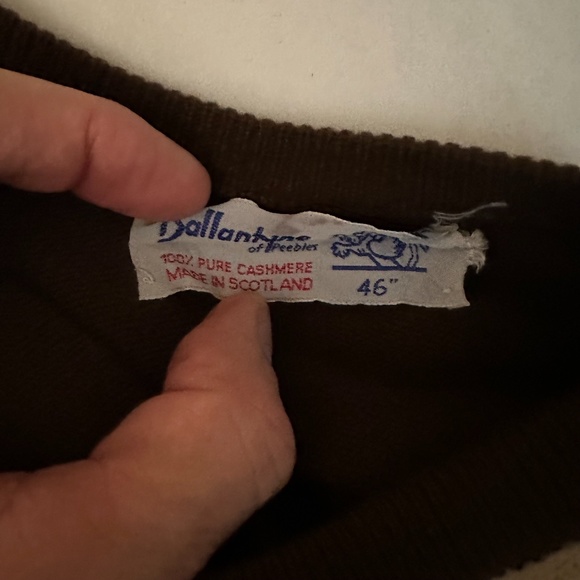 Ballantyne
of Peebles
100% PURE CASHMERE
MADE IN SCOTLAND
46"